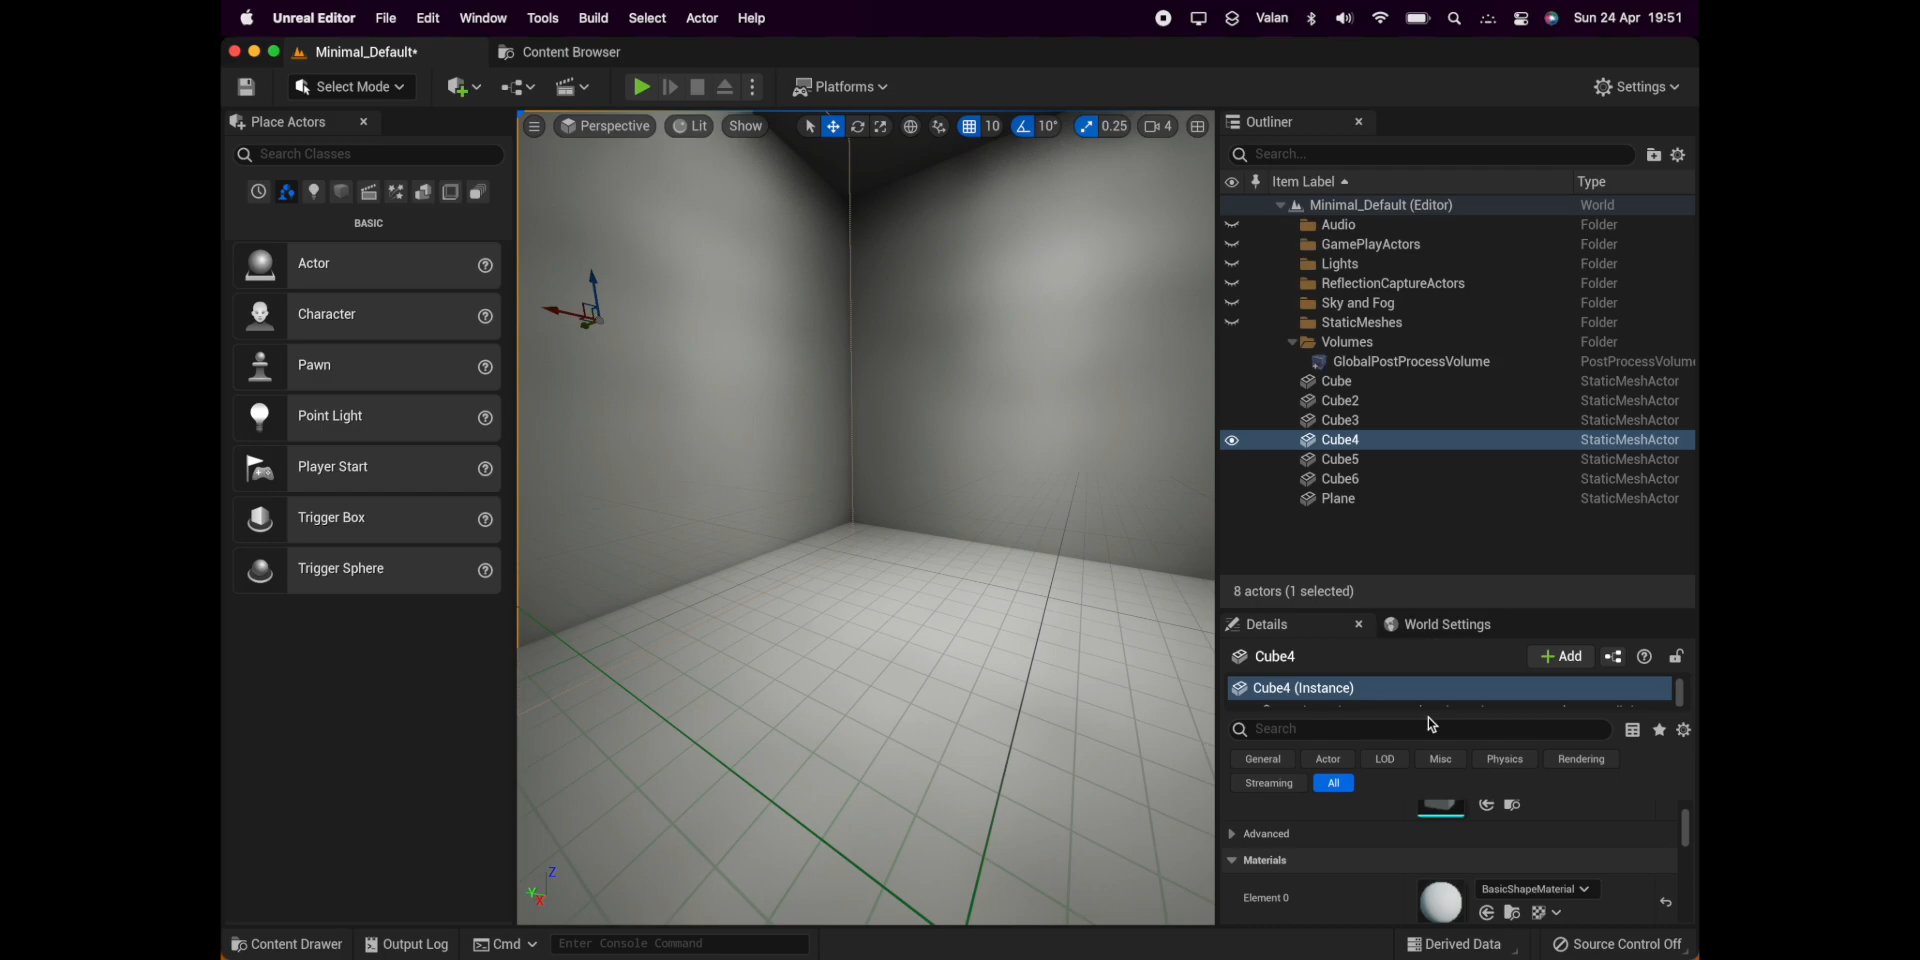 Unreal Editor File Edit Window Tools Build Select Actor Help Valan Sun 24 Apr 19:51
Minimal_Default* Content Browser
Select Mode Platforms Settings
Place Actors
Search Classes
BASIC
Actor
Character
Pawn
Point Light
Player Start
Trigger Box
Trigger Sphere
Perspective Lit Show 10 10° 0.25 4
Z
Y
X
Outliner
Search...
Item Label Type
Minimal_Default (Editor) World
Audio Folder
GamePlayActors Folder
Lights Folder
ReflectionCaptureActors Folder
Sky and Fog Folder
StaticMeshes Folder
Volumes Folder
GlobalPostProcessVolume PostProcessVolume
Cube StaticMeshActor
Cube2 StaticMeshActor
Cube3 StaticMeshActor
Cube4 StaticMeshActor
Cube5 StaticMeshActor
Cube6 StaticMeshActor
Plane StaticMeshActor
8 actors (1 selected)
Details World Settings
Cube4 Add
Cube4 (Instance)
Search
General Actor LOD Misc Physics Rendering
Streaming All
Advanced
Materials
Element 0 BasicShapeMaterial
Content Drawer Output Log Cmd Enter Console Command Derived Data Source Control Off